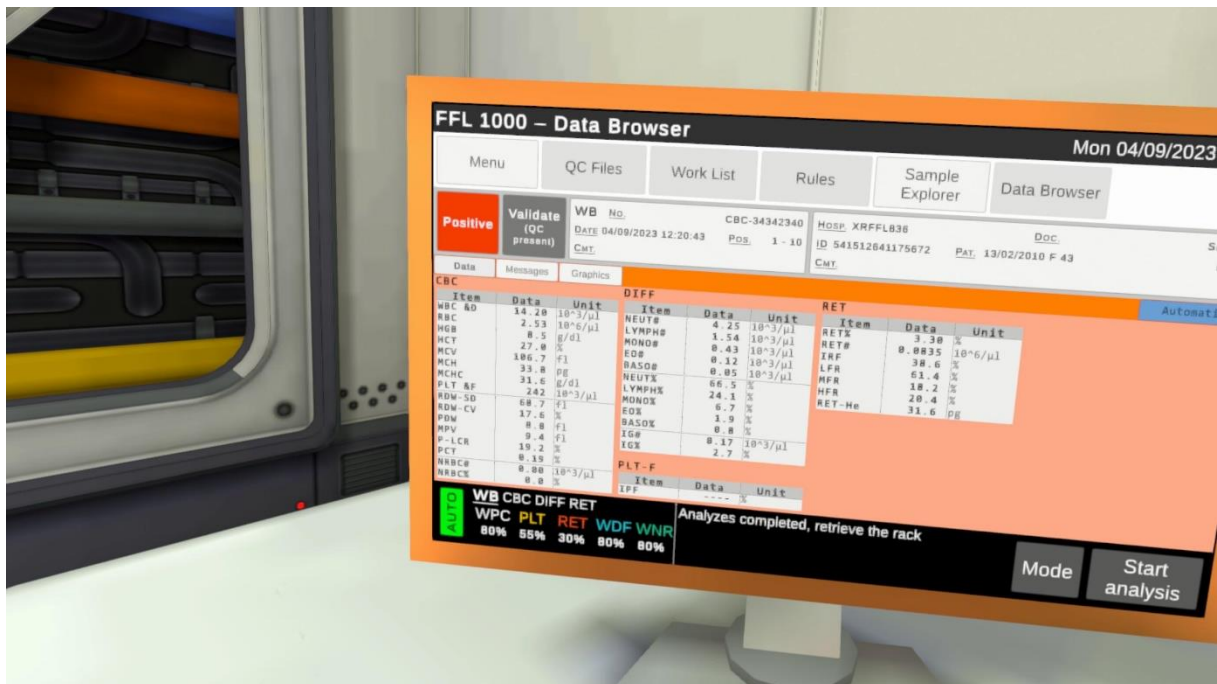 FFL 1000 – Data Browser
Mon 04/09/2023
Menu
QC Files
Work List
Rules
Sample
Explorer
Data Browser
Positive
Validate
(QC
present)
WB No. CBC-34342340
DATE 04/09/2023 12:20:43 POS. 1 - 10
CMT.
HOSP. XRFFL836 DOC.
ID 541512641175672 PAT. 13/02/2010 F 43
CMT.
Data
Messages
Graphics
Automati
CBC
Item Data Unit
WBC &D 14.20 10^3/µl
RBC 2.53 10^6/µl
HGB 8.5 g/dl
HCT 27.0 %
MCV 106.7 fl
MCH 33.8 pg
MCHC 31.6 g/dl
PLT &F 242 10^3/µl
RDW-SD 68.7 fl
RDW-CV 17.6 %
PDW 8.8 fl
MPV 9.4 fl
P-LCR 19.2 %
PCT 0.19 %
NRBC# 0.00 10^3/µl
NRBC% 0.0 %
DIFF
Item Data Unit
NEUT# 4.25 10^3/µl
LYMPH# 1.54 10^3/µl
MONO# 0.43 10^3/µl
EO# 0.12 10^3/µl
BASO# 0.05 10^3/µl
NEUT% 66.5 %
LYMPH% 24.1 %
MONO% 6.7 %
EO% 1.9 %
BASO% 0.8 %
IG# 0.17 10^3/µl
IG% 2.7 %
PLT-F
Item Data Unit
IPF ---- %
RET
Item Data Unit
RET% 3.30 %
RET# 0.0835 10^6/µl
IRF 38.6 %
LFR 61.4 %
MFR 18.2 %
HFR 20.4 %
RET-He 31.6 pg
AUTO
WB CBC DIFF RET
WPC PLT RET WDF WNR
80% 55% 30% 80% 80%
Analyzes completed, retrieve the rack
Mode
Start
analysis